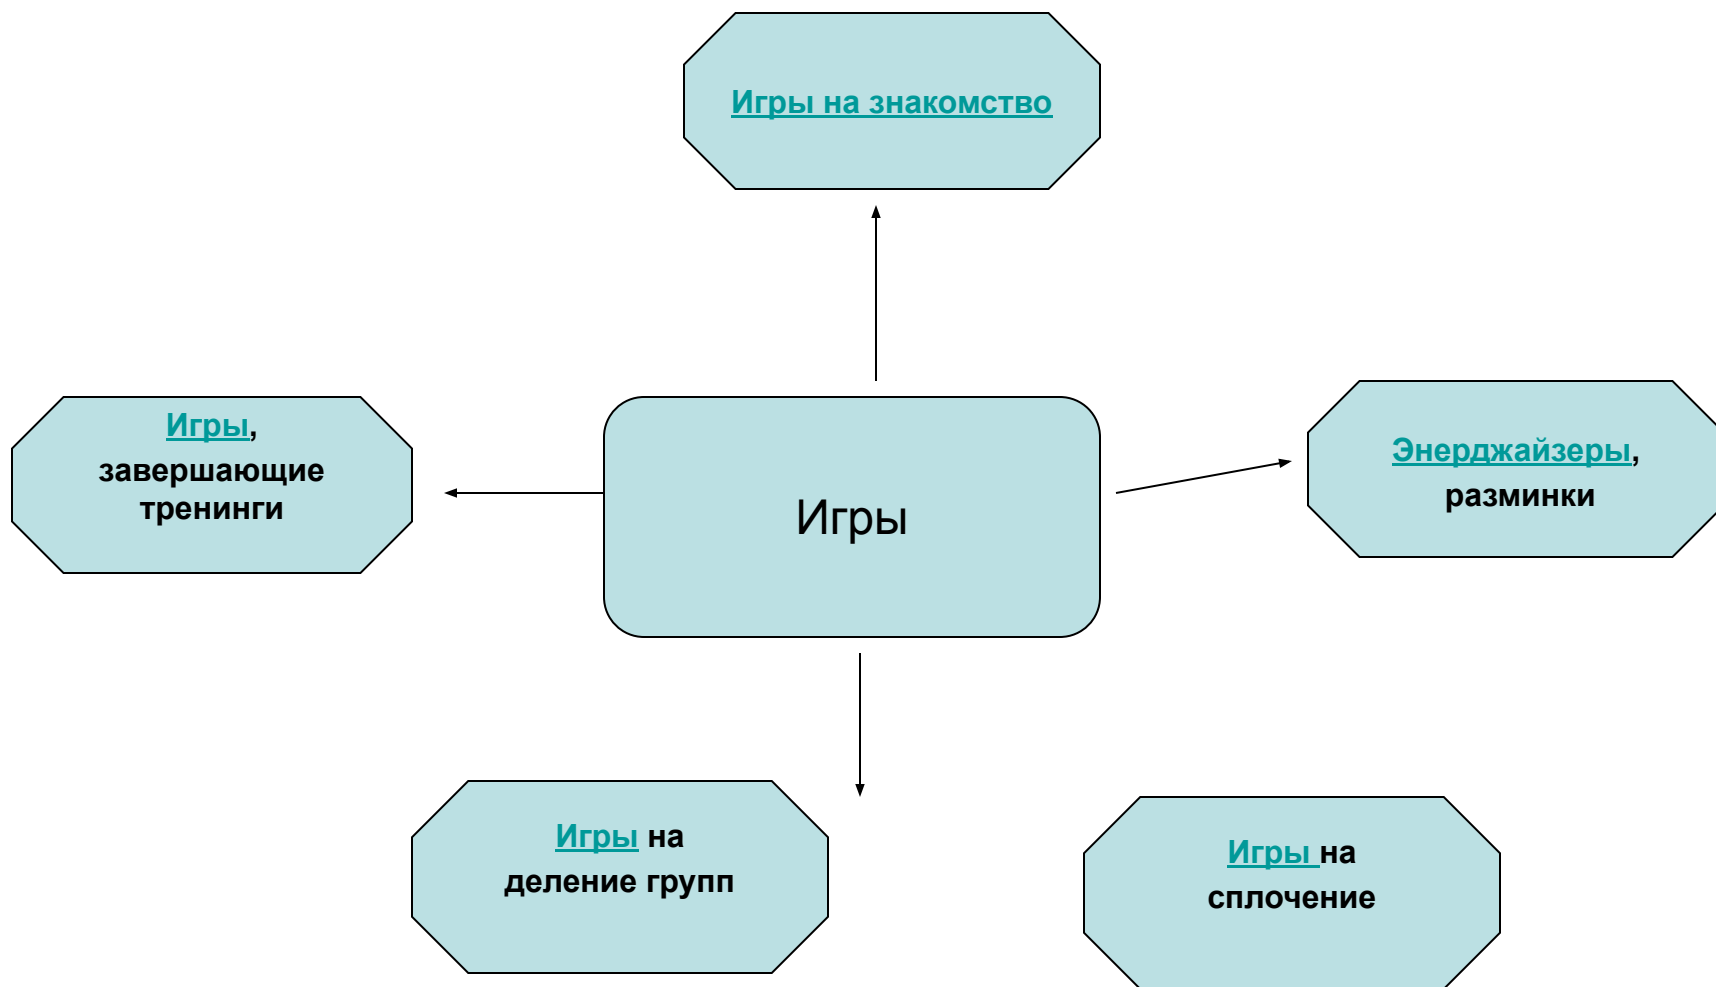 Игры на знакомство
Игры,
завершающие
тренинги
Игры
Энерджайзеры,
разминки
Игры на
деление групп
Игры на
сплочение